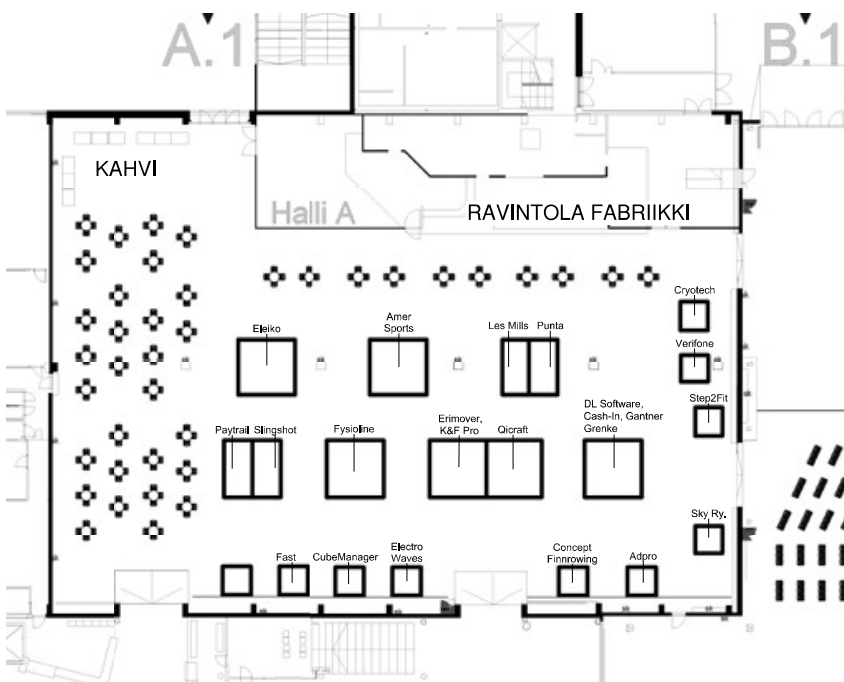 A.1
B.1
KAHVI
Halli A
RAVINTOLA FABRIIKKI
Cryotech
Eleiko
Amer
Sports
Les Mills
Punta
Verifone
Step2Fit
DL Software,
Cash-In, Gantner
Grenke
Erimover,
K&F Pro
Qicraft
Paytrail
Slingshot
Fysioline
Sky Ry.
Fast
CubeManager
Electro
Waves
Concept
Finnrowing
Adpro